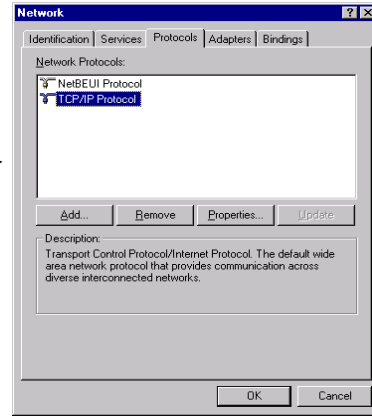 Network
Identification Services Protocols Adapters Bindings
Network Protocols:
NetBEUI Protocol
TCP/IP Protocol
Add... Remove Properties... Update
Description:
Transport Control Protocol/Internet Protocol. The default wide
area network protocol that provides communication across
diverse interconnected networks.
OK Cancel